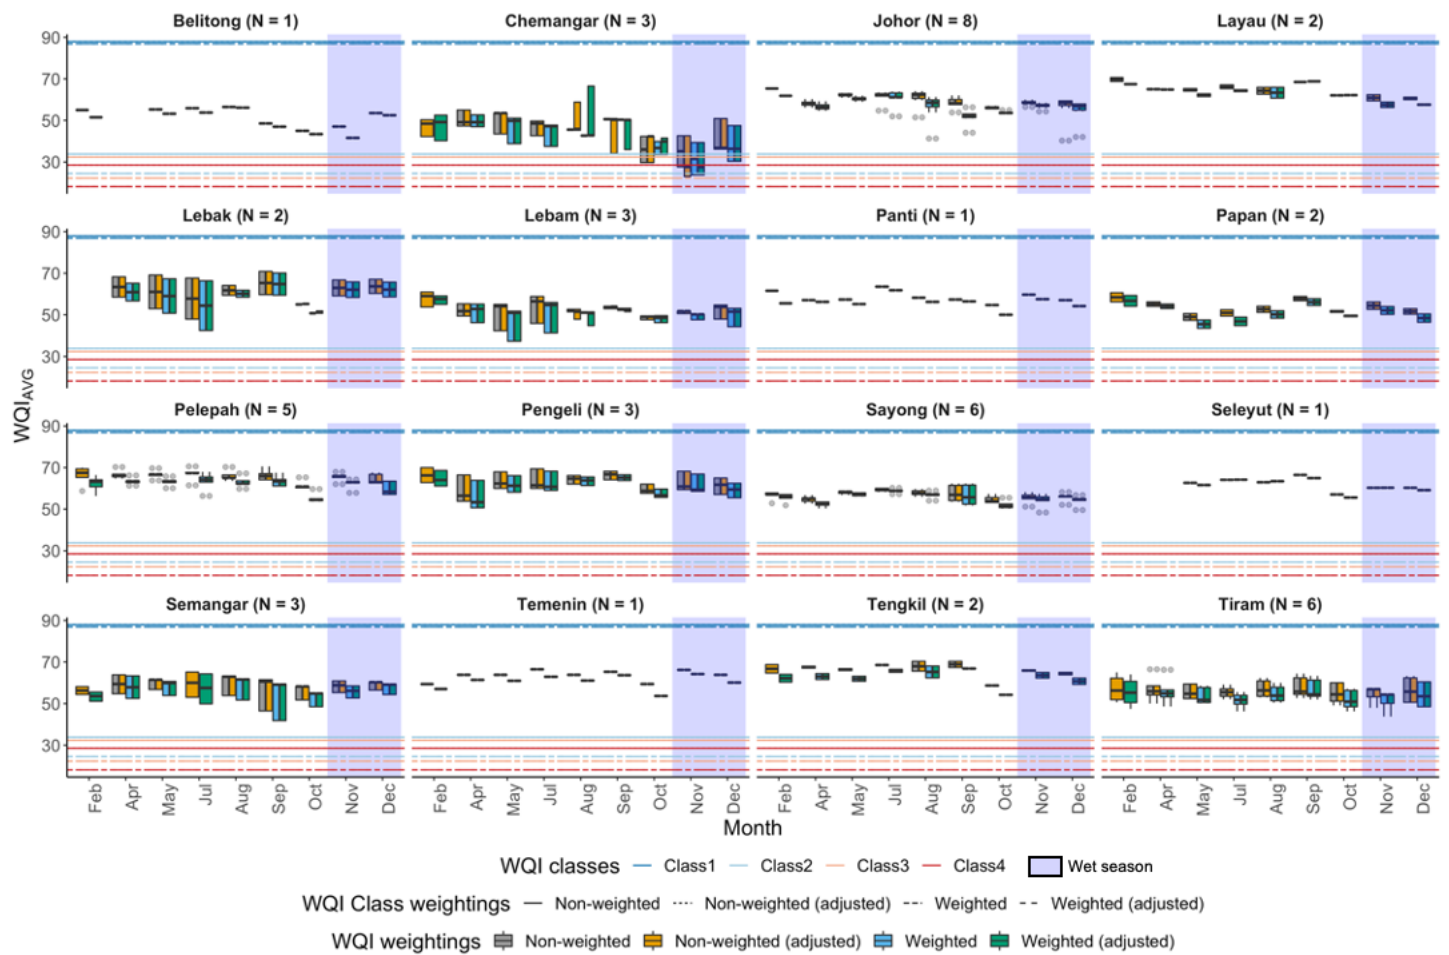 Belitong (N = 1) Chemangar (N = 3) Johor (N = 8) Layau (N = 2)
90
70
50
30
Lebak (N = 2) Lebam (N = 3) Panti (N = 1) Papan (N = 2)
90
70
50
30
WQI AVG
Pelepah (N = 5) Pengeli (N = 3) Sayong (N = 6) Seleyut (N = 1)
90
70
50
30
Semangar (N = 3) Temenin (N = 1) Tengkil (N = 2) Tiram (N = 6)
90
70
50
30
Feb Apr May Jul Aug Sep Oct Nov Dec Feb Apr May Jul Aug Sep Oct Nov Dec Feb Apr May Jul Aug Sep Oct Nov Dec Feb Apr May Jul Aug Sep Oct Nov Dec
Month
WQI classes Class1 Class2 Class3 Class4 Wet season
WQI Class weightings Non-weighted Non-weighted (adjusted) Weighted Weighted (adjusted)
WQI weightings Non-weighted Non-weighted (adjusted) Weighted Weighted (adjusted)